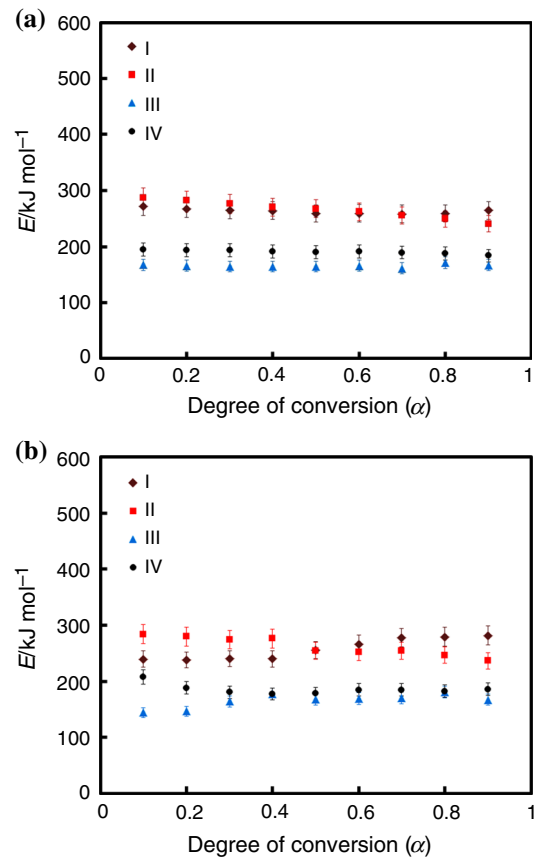 (a)
600
500
400
300
200
100
0
E/kJ mol⁻¹
I
II
III
IV
0 0.2 0.4 0.6 0.8 1
Degree of conversion (α)
(b)
600
500
400
300
200
100
0
E/kJ mol⁻¹
I
II
III
IV
0 0.2 0.4 0.6 0.8 1
Degree of conversion (α)